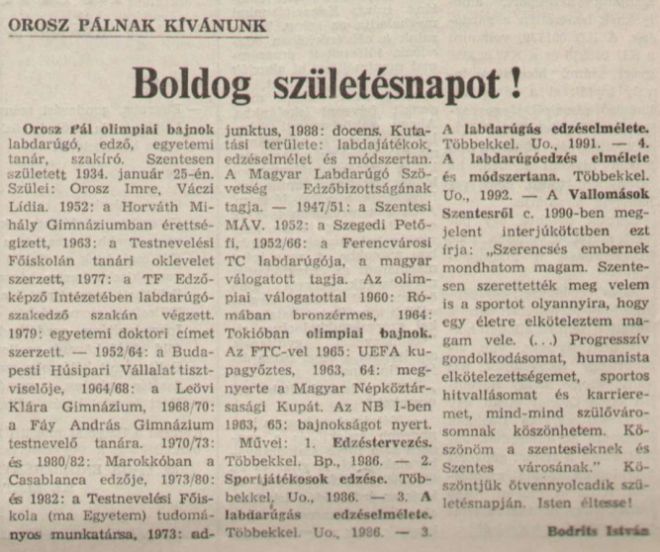 OROSZ PÁLNAK KÍVÁNUNK
Boldog születésnapot!
Orosz Pál olimpiai bajnok
labdarúgó, edző, egyetemi
tanár, szakíró. Szentesen
született 1934. január 25-én.
Szülei: Orosz Imre, Váczi
Lídia. 1952: a Horváth Mi-
hály Gimnáziumban érettsé-
gizett, 1963: a Testnevelési
Főiskolán tanári oklevelet
szerzett, 1977: a TF Edző-
képző Intézetében labdarúgó-
szakedző szakán végzett.
1979: egyetemi doktori címet
szerzett. — 1952/64: a Buda-
pesti Húsipari Vállalat tiszt-
viselője, 1964/68: a Leövi
Klára Gimnázium, 1968/70:
a Fáy András Gimnázium
testnevelő tanára. 1970/73:
és 1980/82: Marokkóban a
Casablanca edzője, 1973/80:
és 1982: a Testnevelési Főis-
kola (ma Egyetem) tudomá-
nyos munkatársa, 1973: ad-
junktus, 1988: docens. Kuta-
tási területe: labdajátékok,
edzéselmélet és módszertan.
A Magyar Labdarúgó Szö-
vetség Edzőbizottságának
tagja. — 1947/51: a Szentesi
MÁV. 1952: a Szegedi Pető-
fi, 1952/66: a Ferencvárosi
TC labdarúgója, a magyar
válogatott tagja. Az olim-
piai válogatottal 1960: Ró-
mában bronzérmes, 1964:
Tokióban olimpiai bajnok.
Az FTC-vel 1965: UEFA ku-
pagyőztes, 1963, 64: meg-
nyerte a Magyar Népköztár-
sasági Kupát. Az NB I-ben
1963, 65: bajnokságot nyert.
Művei: 1. Edzéstervezés.
Többekkel. Bp., 1986. — 2.
Sportjátékosok edzése. Töb-
bekkel, Uo., 1986. — 3. A
labdarúgás edzéselmélete.
Többekkel. Uo., 1986. — 3.
A labdarúgás edzéselmélete.
Többekkel. Uo., 1991. — 4.
A labdarúgóedzés elmélete
és módszertana. Többekkel.
Uo., 1992. — A Vallomások
Szentesről c. 1990-ben meg-
jelent interjúkötetben ezt
írja: „Szerencsés embernek
mondhatom magam. Szente-
sen szerettették meg velem
is a sportot olyannyira, hogy
egy életre elköteleztem ma-
gam vele. (...) Progresszív
gondolkodásomat, humanista
elkötelezettségemet, sportos
hitvallásomat és karriere-
met, mind-mind szülőváro-
somnak köszönhetem. Kö-
szönöm a szentesieknek és
Szentes városának." Kö-
szöntjük ötvennyolcadik szü-
letésnapján. Isten éltesse!
Bodrits István